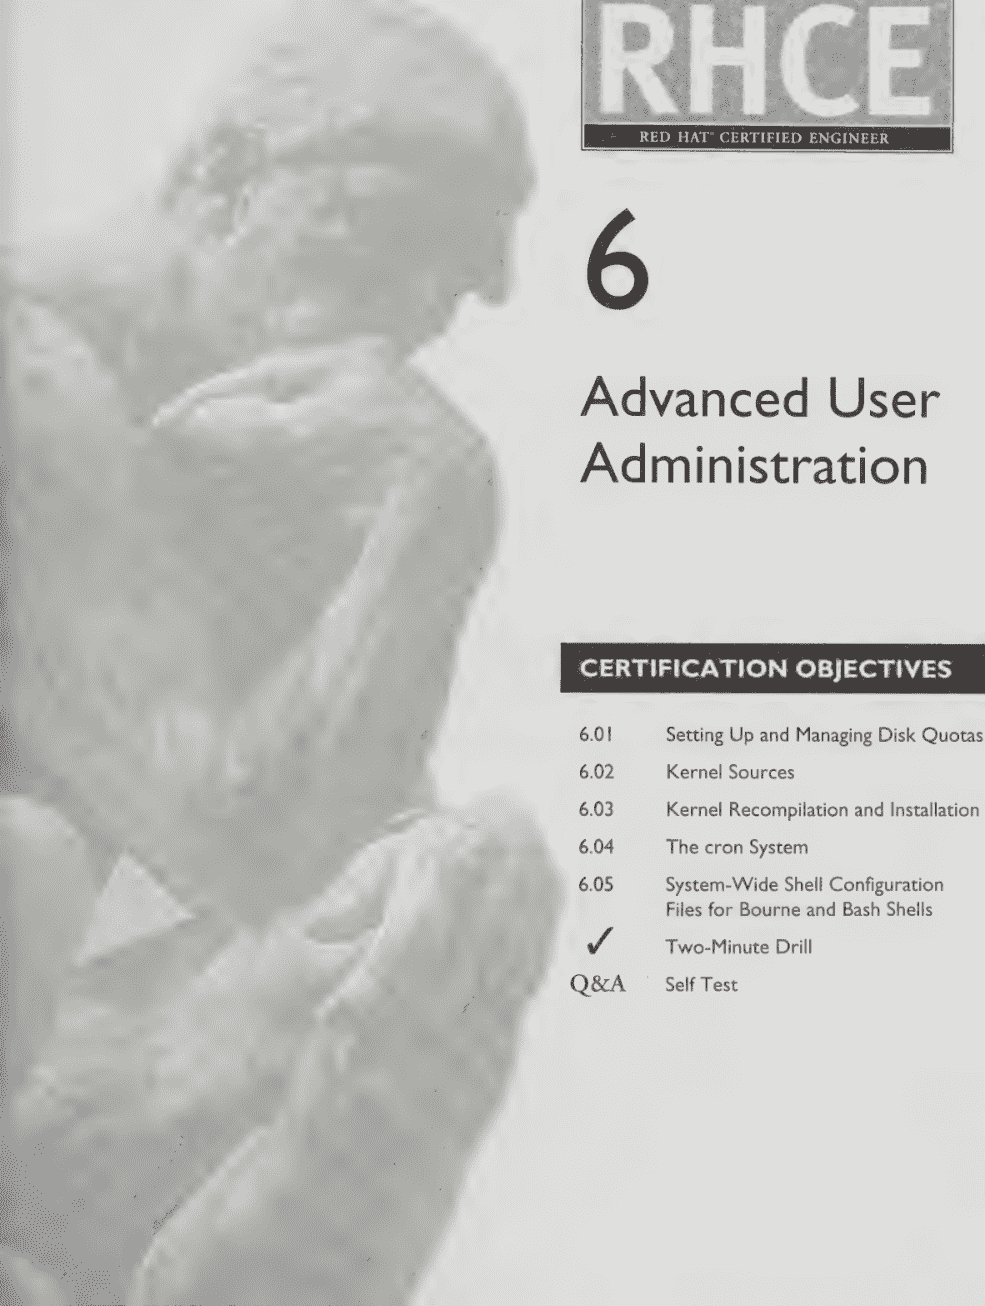 RHCE
RED HAT™ CERTIFIED ENGINEER
6
Advanced User
Administration
CERTIFICATION OBJECTIVES
6.01 Setting Up and Managing Disk Quotas
6.02 Kernel Sources
6.03 Kernel Recompilation and Installation
6.04 The cron System
6.05 System-Wide Shell Configuration
Files for Bourne and Bash Shells
✓ Two-Minute Drill
Q&A Self Test